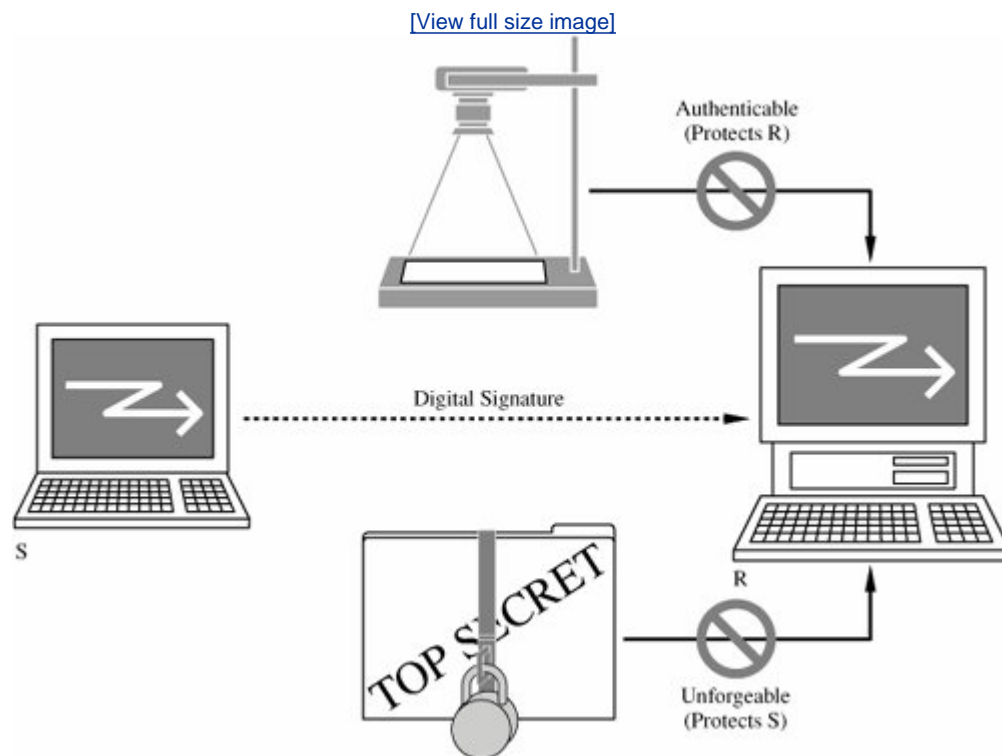 [View full size image]
Authenticable
(Protects R)
Digital Signature
S
R
TOP SECRET
Unforgeable
(Protects S)